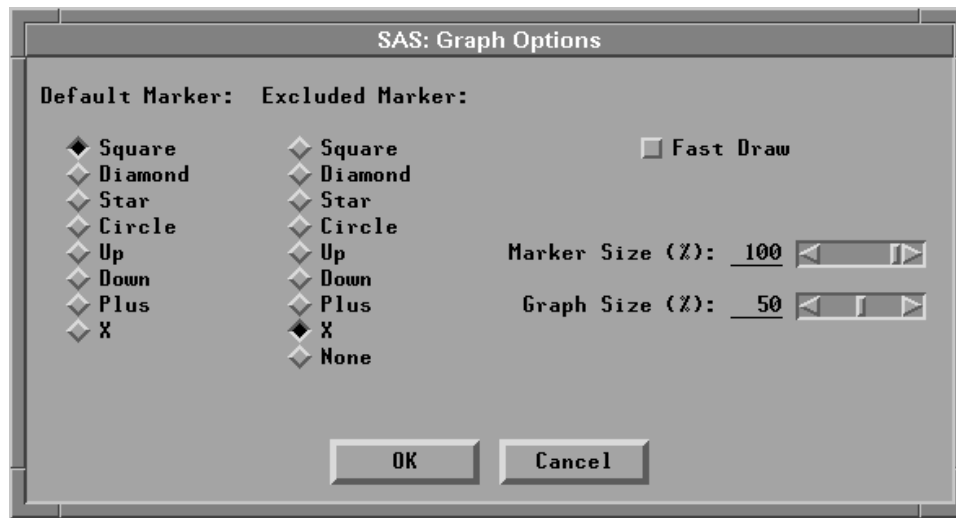 SAS: Graph Options
Default Marker: Excluded Marker:
Square Square Fast Draw
Diamond Diamond
Star Star
Circle Circle
Up Up Marker Size (%): 100
Down Down
Plus Plus Graph Size (%): 50
X X
None
OK Cancel